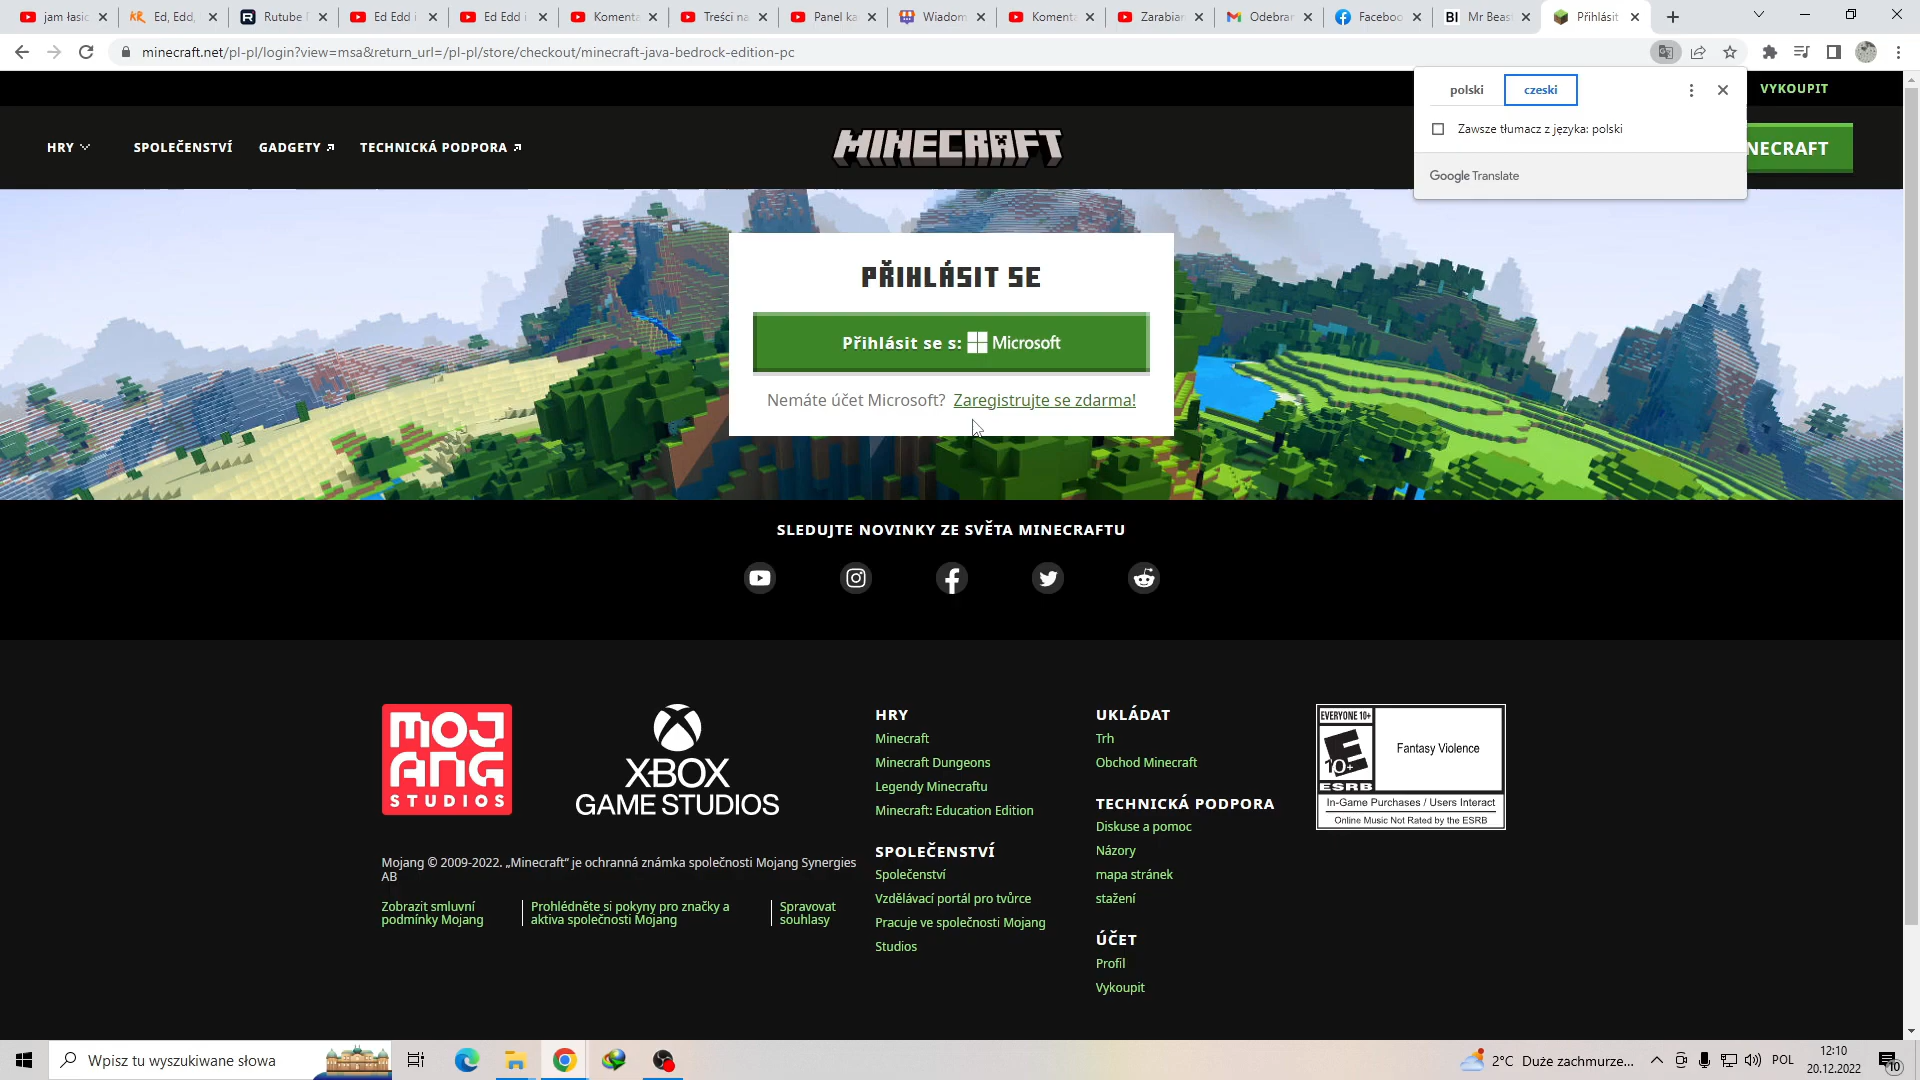 jam łasic
Ed, Edd,
Rutube
Ed Edd i
Ed Edd i
Komenta
Treści na
Panel ka
Wiadom
Komenta
Zarabian
Odebran
Faceboo
BI Mr Beas
Přihlásit
minecraft.net/pl-pl/login?view=msa&return_url=/pl-pl/store/checkout/minecraft-java-bedrock-edition-pc
polski
czeski
Zawsze tłumacz z języka: polski
Google Translate
VYKOUPIT
HRY
SPOLEČENSTVÍ
GADGETY
TECHNICKÁ PODPORA
MINECRAFT
NECRAFT
PŘIHLÁSIT SE
Přihlásit se s: Microsoft
Nemáte účet Microsoft? Zaregistrujte se zdarma!
SLEDUJTE NOVINKY ZE SVĚTA MINECRAFTU
MOJANG
STUDIOS
XBOX
GAME STUDIOS
Mojang © 2009-2022. „Minecraft“ je ochranná známka společnosti Mojang Synergies
AB
Zobrazit smluvní
podmínky Mojang
Prohlédněte si pokyny pro značky a
aktiva společnosti Mojang
Spravovat
souhlasy
HRY
Minecraft
Minecraft Dungeons
Legendy Minecraftu
Minecraft: Education Edition
SPOLEČENSTVÍ
Společenství
Vzdělávací portál pro tvůrce
Pracuje ve společnosti Mojang
Studios
UKLÁDAT
Trh
Obchod Minecraft
TECHNICKÁ PODPORA
Diskuse a pomoc
Názory
mapa stránek
stažení
ÚČET
Profil
Vykoupit
EVERYONE 10+
E
10+
ESRB
Fantasy Violence
In-Game Purchases / Users Interact
Online Music Not Rated by the ESRB
Wpisz tu wyszukiwane słowa
2°C Duże zachmurze...
POL
12:10
20.12.2022
10